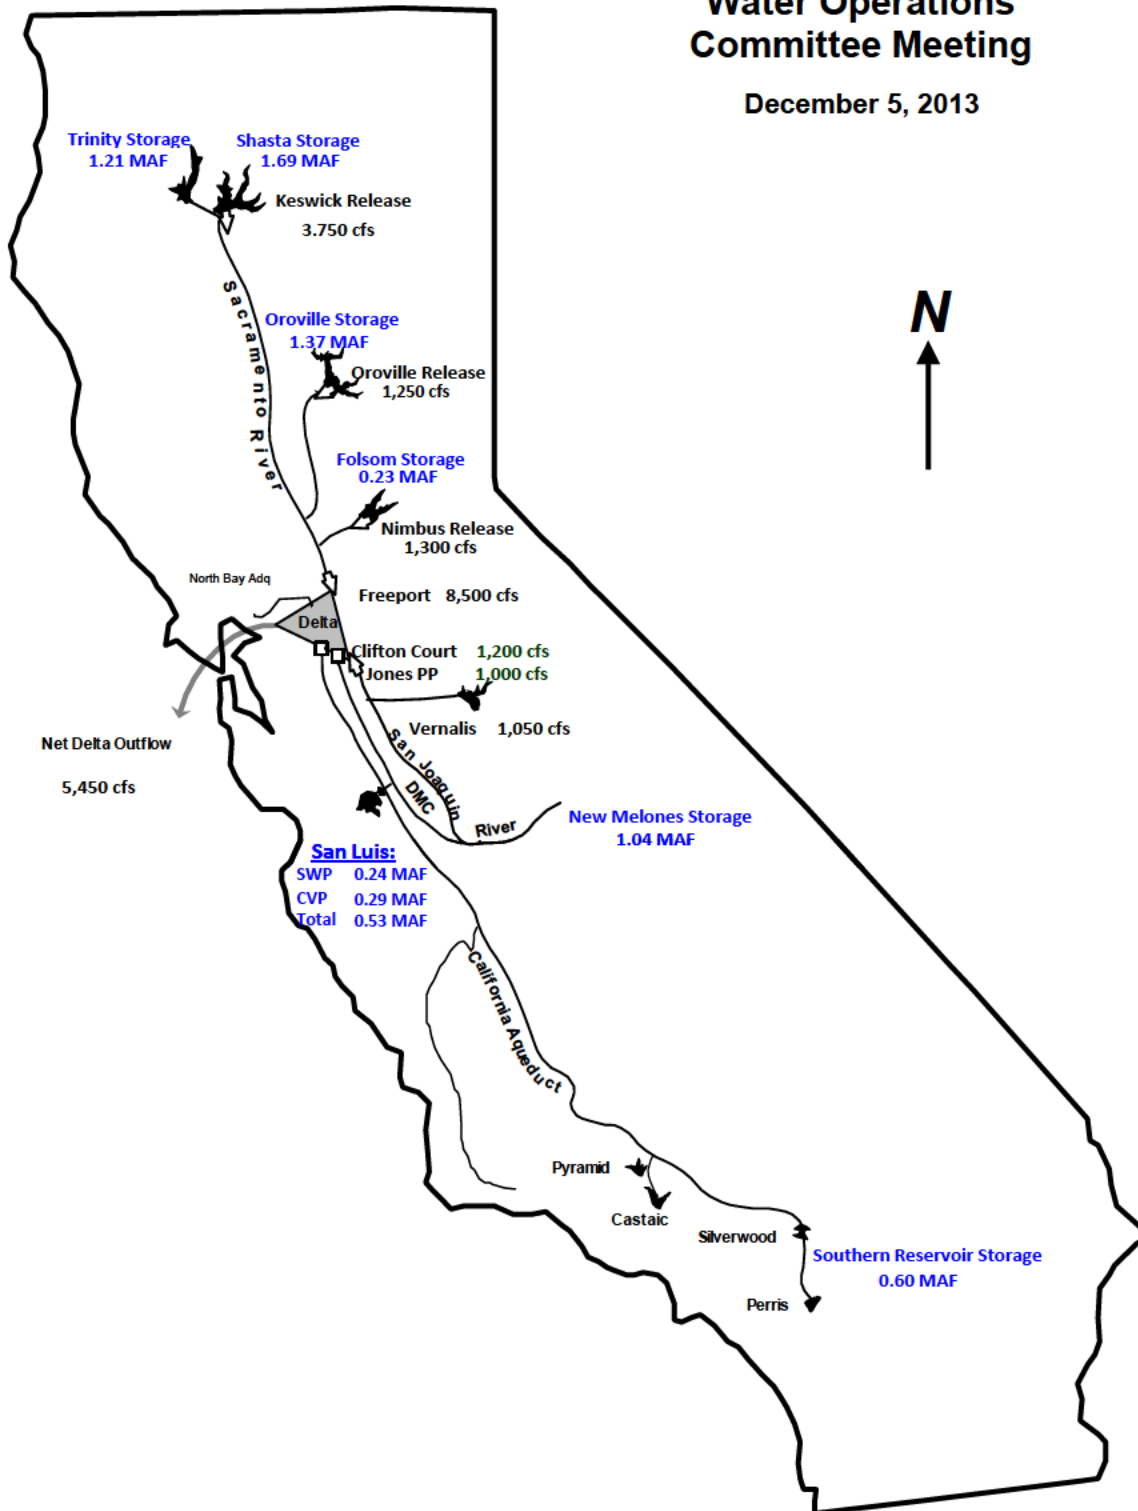 Water Operations
Committee Meeting
December 5, 2013
Trinity Storage
1.21 MAF
Shasta Storage
1.69 MAF
Keswick Release
3.750 cfs
N
Sacramento River
Oroville Storage
1.37 MAF
Oroville Release
1,250 cfs
Folsom Storage
0.23 MAF
Nimbus Release
1,300 cfs
North Bay Adq
Freeport 8,500 cfs
Delta
Clifton Court 1,200 cfs
Jones PP 1,000 cfs
Vernalis 1,050 cfs
Net Delta Outflow
5,450 cfs
San Joaquin
River
DMC
New Melones Storage
1.04 MAF
San Luis:
SWP 0.24 MAF
CVP 0.29 MAF
Total 0.53 MAF
California Aqueduct
Pyramid
Castaic
Silverwood
Southern Reservoir Storage
0.60 MAF
Perris